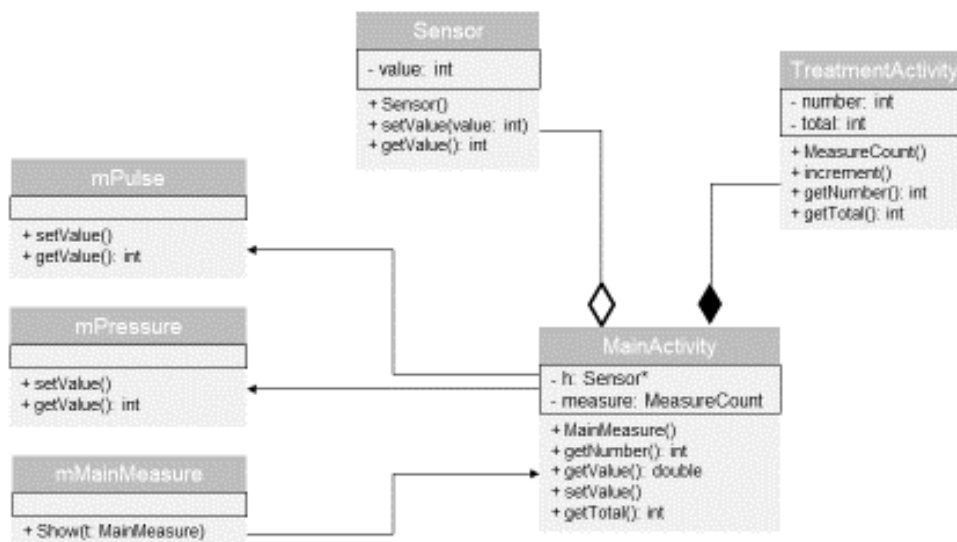 Sensor
- value: int
+ Sensor()
+ setValue(value: int)
+ getValue(): int
TreatmentActivity
- number: int
- total: int
+ MeasureCount()
+ increment()
+ getNumber(): int
+ getTotal(): int
mPulse
+ setValue()
+ getValue(): int
mPressure
+ setValue()
+ getValue(): int
mMainMeasure
+ Show(t: MainMeasure)
MainActivity
- h: Sensor*
- measure: MeasureCount
+ MainMeasure()
+ getNumber(): int
+ getValue(): double
+ setValue()
+ getTotal(): int